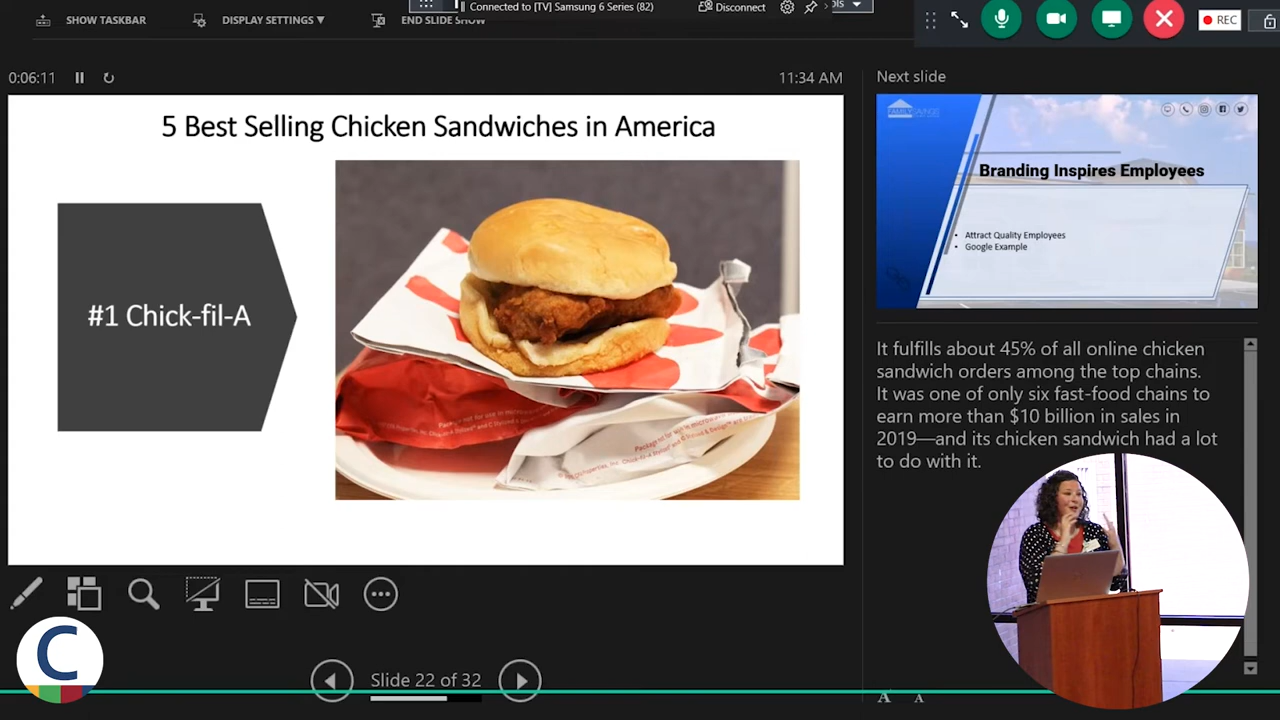 SHOW TASKBAR
DISPLAY SETTINGS ▼
END SLIDE SHOW
Connected to [TV] Samsung 6 Series (82)
Disconnect
REC
0:06:11
11:34 AM
Next slide
5 Best Selling Chicken Sandwiches in America
#1 Chick-fil-A
Branding Inspires Employees
• Attract Quality Employees
• Google Example
It fulfills about 45% of all online chicken
sandwich orders among the top chains.
It was one of only six fast-food chains to
earn more than $10 billion in sales in
2019—and its chicken sandwich had a lot
to do with it.
C
Slide 22 of 32
A A